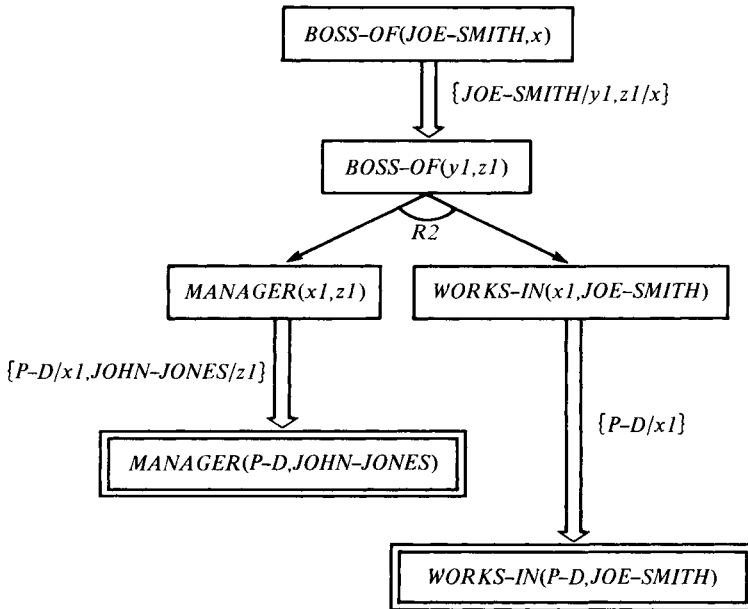 BOSS-OF(JOE-SMITH,x)
{JOE-SMITH/y1,z1/x}
BOSS-OF(y1,z1)
R2
MANAGER(x1,z1)
WORKS-IN(x1,JOE-SMITH)
{P-D/x1,JOHN-JONES/z1}
{P-D/x1}
MANAGER(P-D,JOHN-JONES)
WORKS-IN(P-D,JOE-SMITH)